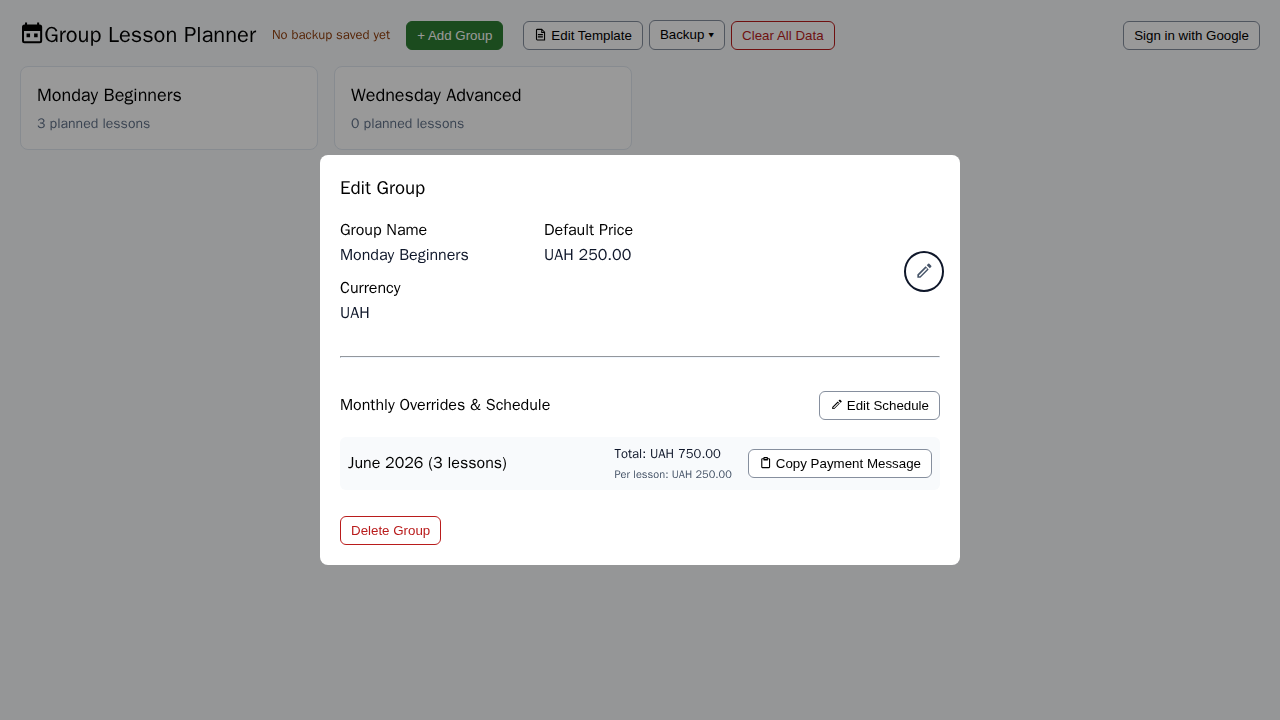 Group Lesson Planner
No backup saved yet
+ Add Group
Edit Template
Backup ▾
Clear All Data
Sign in with Google
Monday Beginners
3 planned lessons
Wednesday Advanced
0 planned lessons
Edit Group
Group Name
Monday Beginners
Default Price
UAH 250.00
Currency
UAH
Monthly Overrides & Schedule
Edit Schedule
June 2026 (3 lessons)
Total: UAH 750.00
Per lesson: UAH 250.00
Copy Payment Message
Delete Group